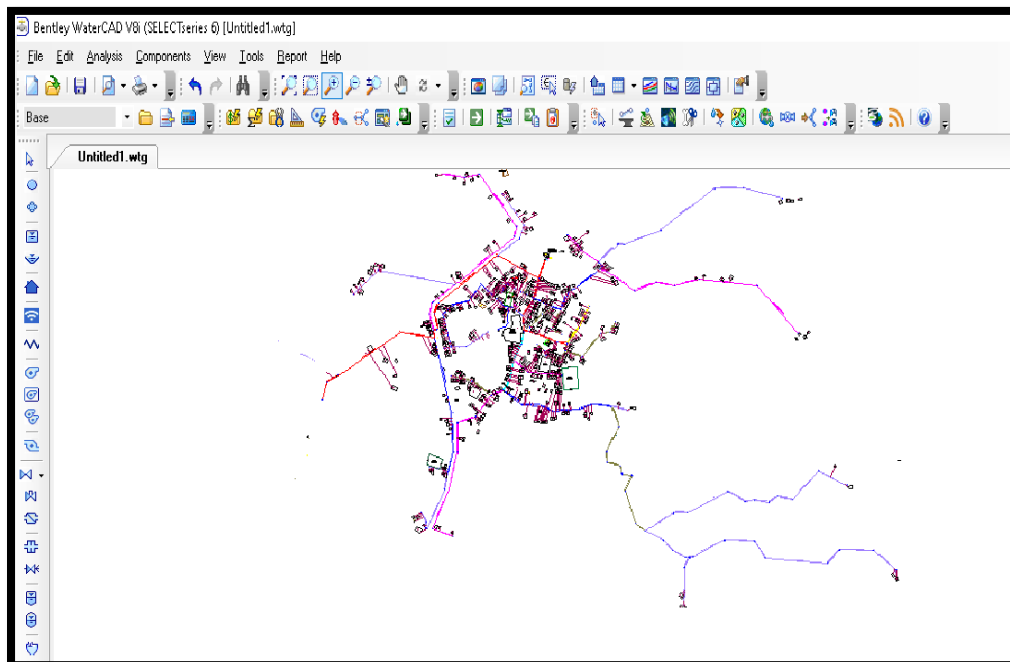 Bentley WaterCAD V8i (SELECTseries 6) [Untitled1.wtg]
File Edit Analysis Components View Tools Report Help
Base
Untitled1.wtg